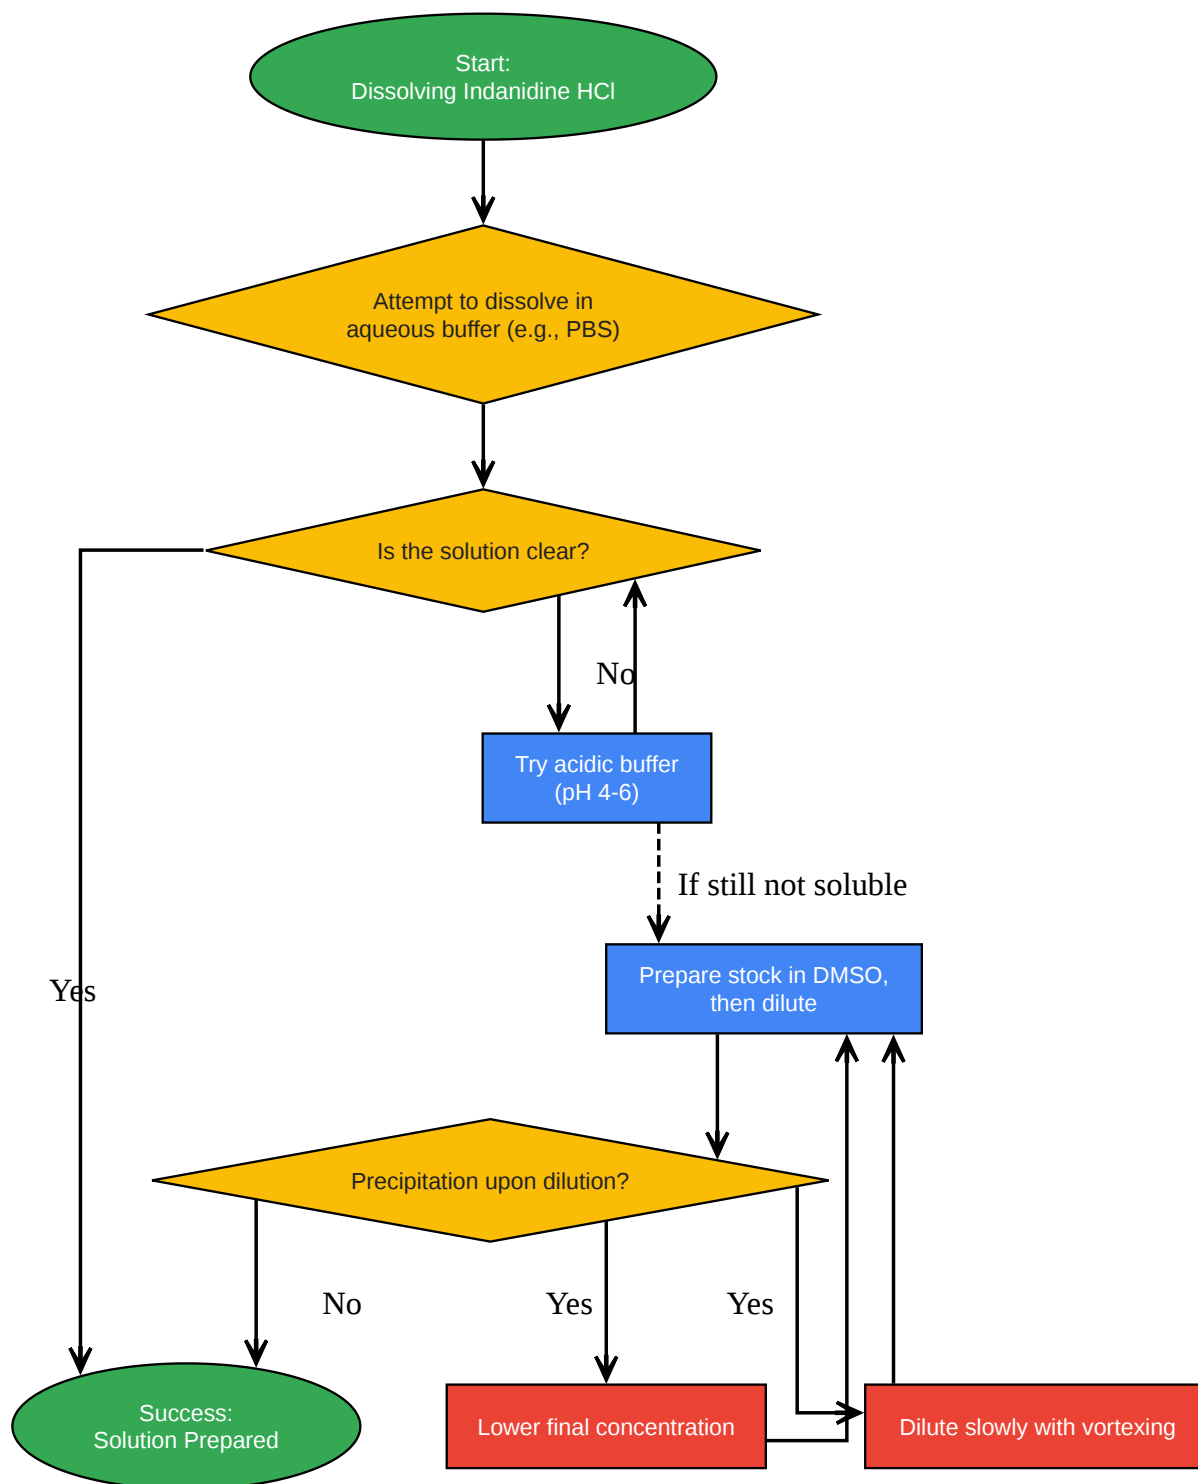 Start:
Dissolving Indanidine HCl
Attempt to dissolve in
aqueous buffer (e.g., PBS)
Is the solution clear?
No
Try acidic buffer
(pH 4-6)
If still not soluble
Prepare stock in DMSO,
then dilute
Yes
Precipitation upon dilution?
No
Yes
Yes
Success:
Solution Prepared
Lower final concentration
Dilute slowly with vortexing